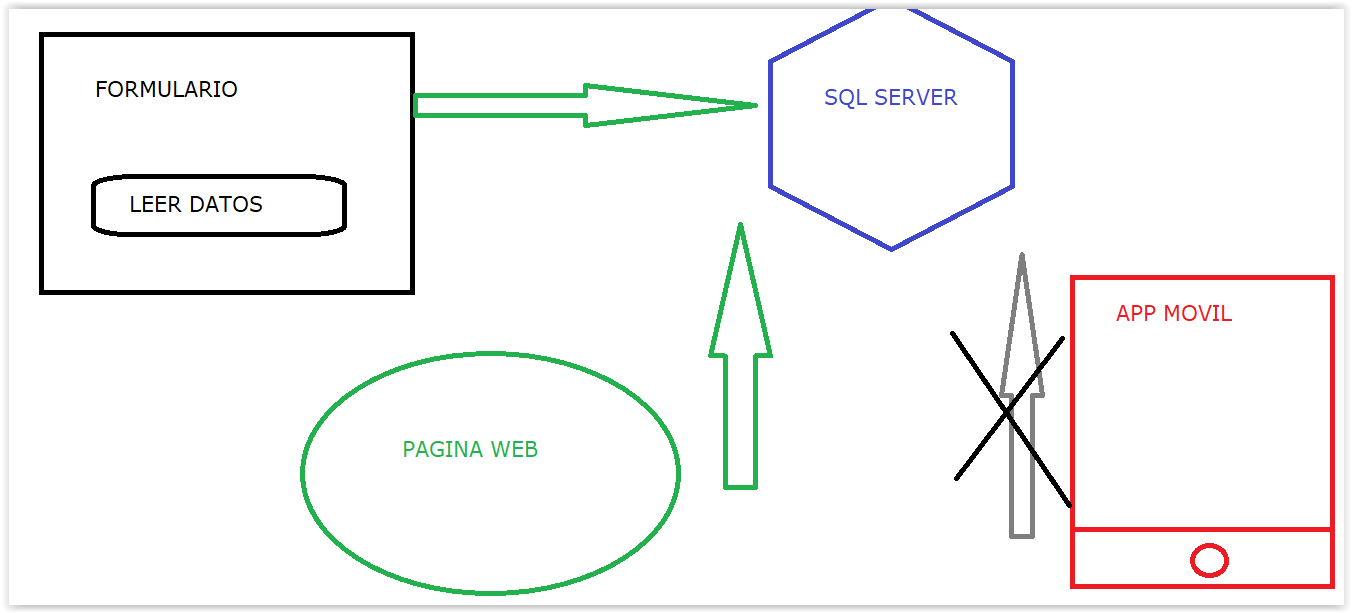 FORMULARIO
SQL SERVER
LEER DATOS
APP MOVIL
PAGINA WEB